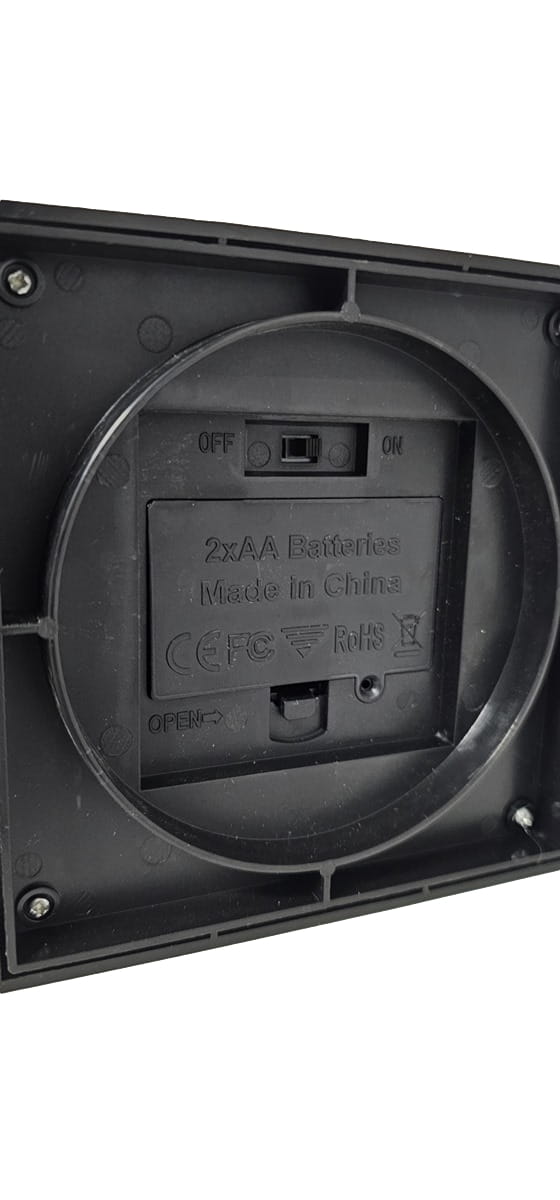 OFF ON
2xAA Batteries
Made in China
CE FC RoHS
OPEN⇨